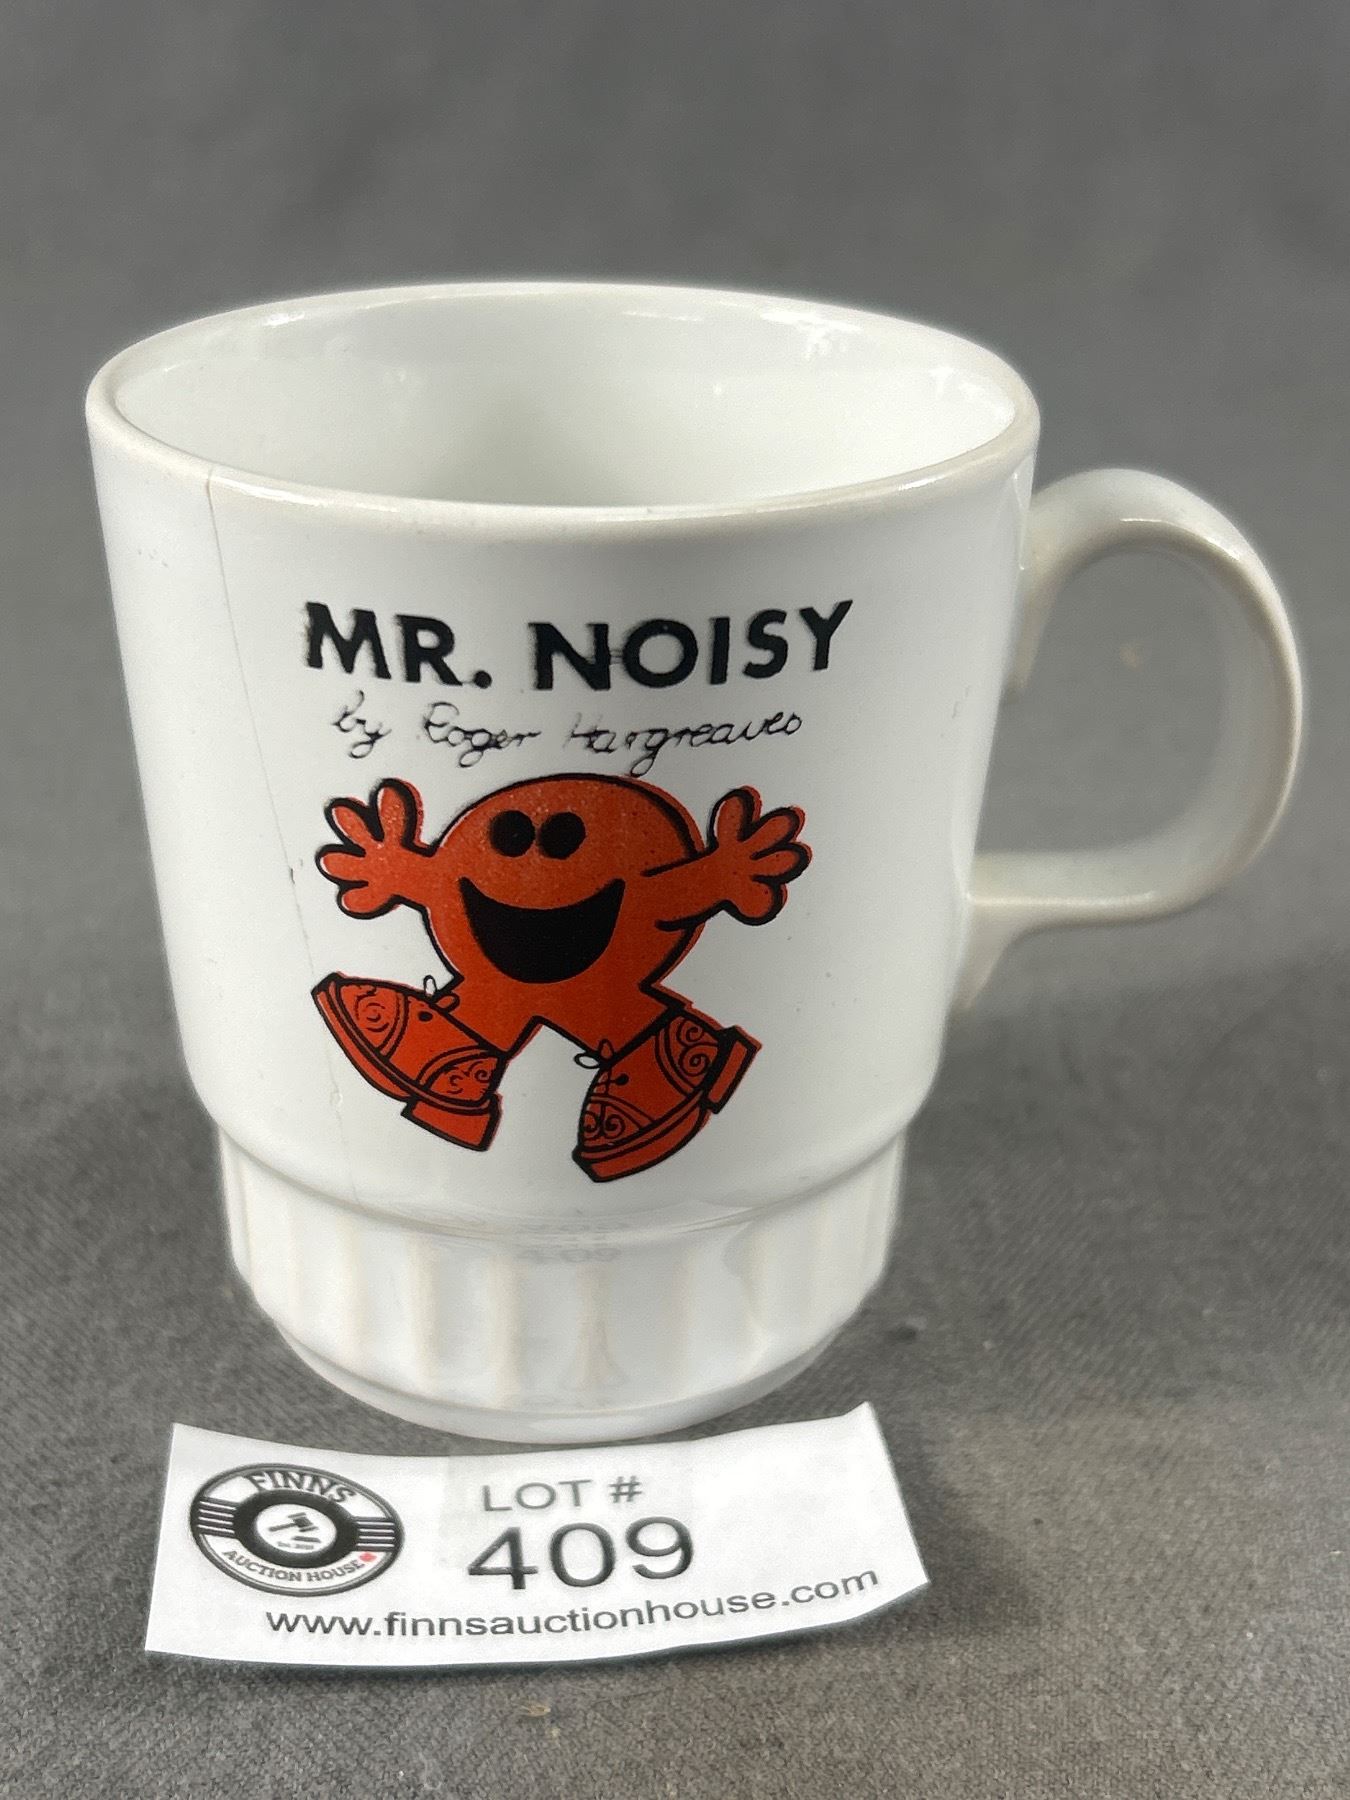 MR. NOISY
by Roger Hargreaves
FINNS
AUCTION HOUSE
LOT #
409
www.finnsauctionhouse.com